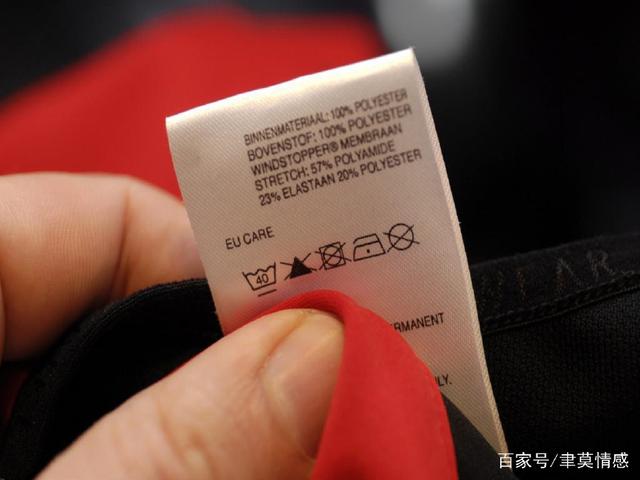 BINNENMATERIAAL: 100% POLYESTER
BOVENSTOF: 100% POLYESTER
WINDSTOPPER® MEMBRAAN
STRETCH: 57% POLYAMIDE
23% ELASTAAN 20% POLYESTER
EU CARE
40
RMANENT
LY.
百家号/聿莫情感